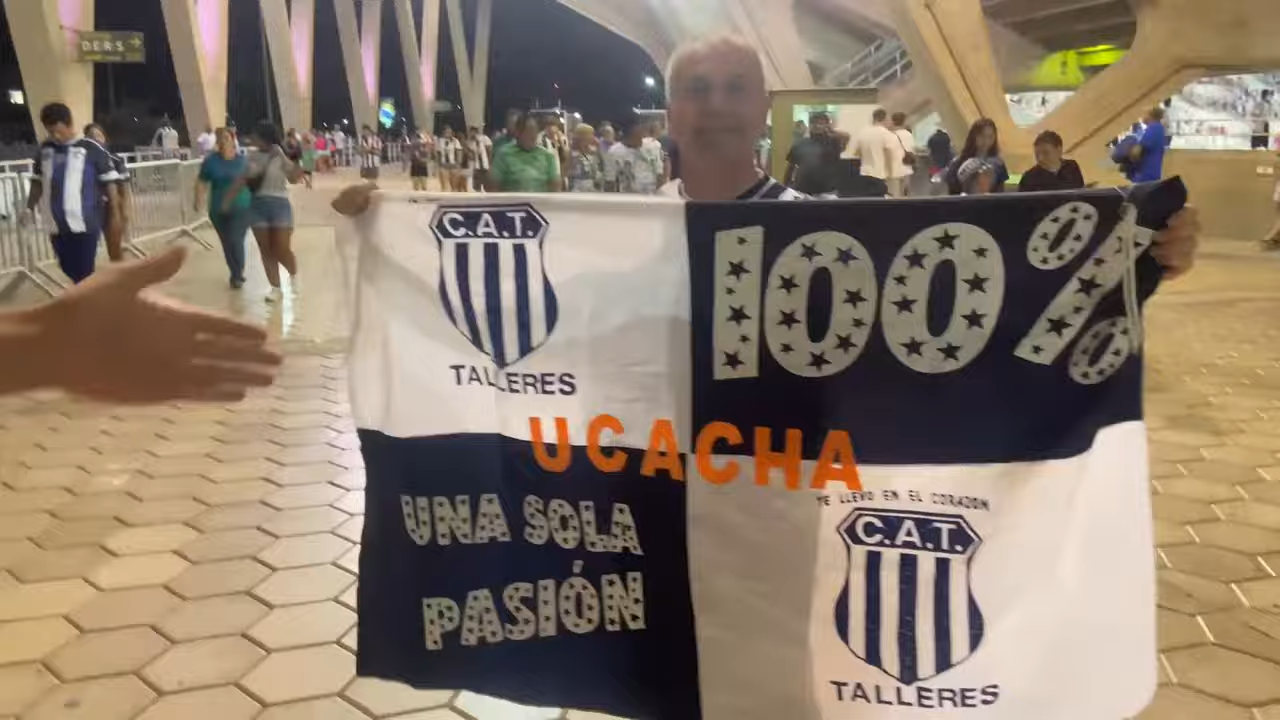 C.A.T.
TALLERES
100%
UCACHA
UNA SOLA
PASIÓN
TE LLEVO EN EL CORAZON
C.A.T.
TALLERES